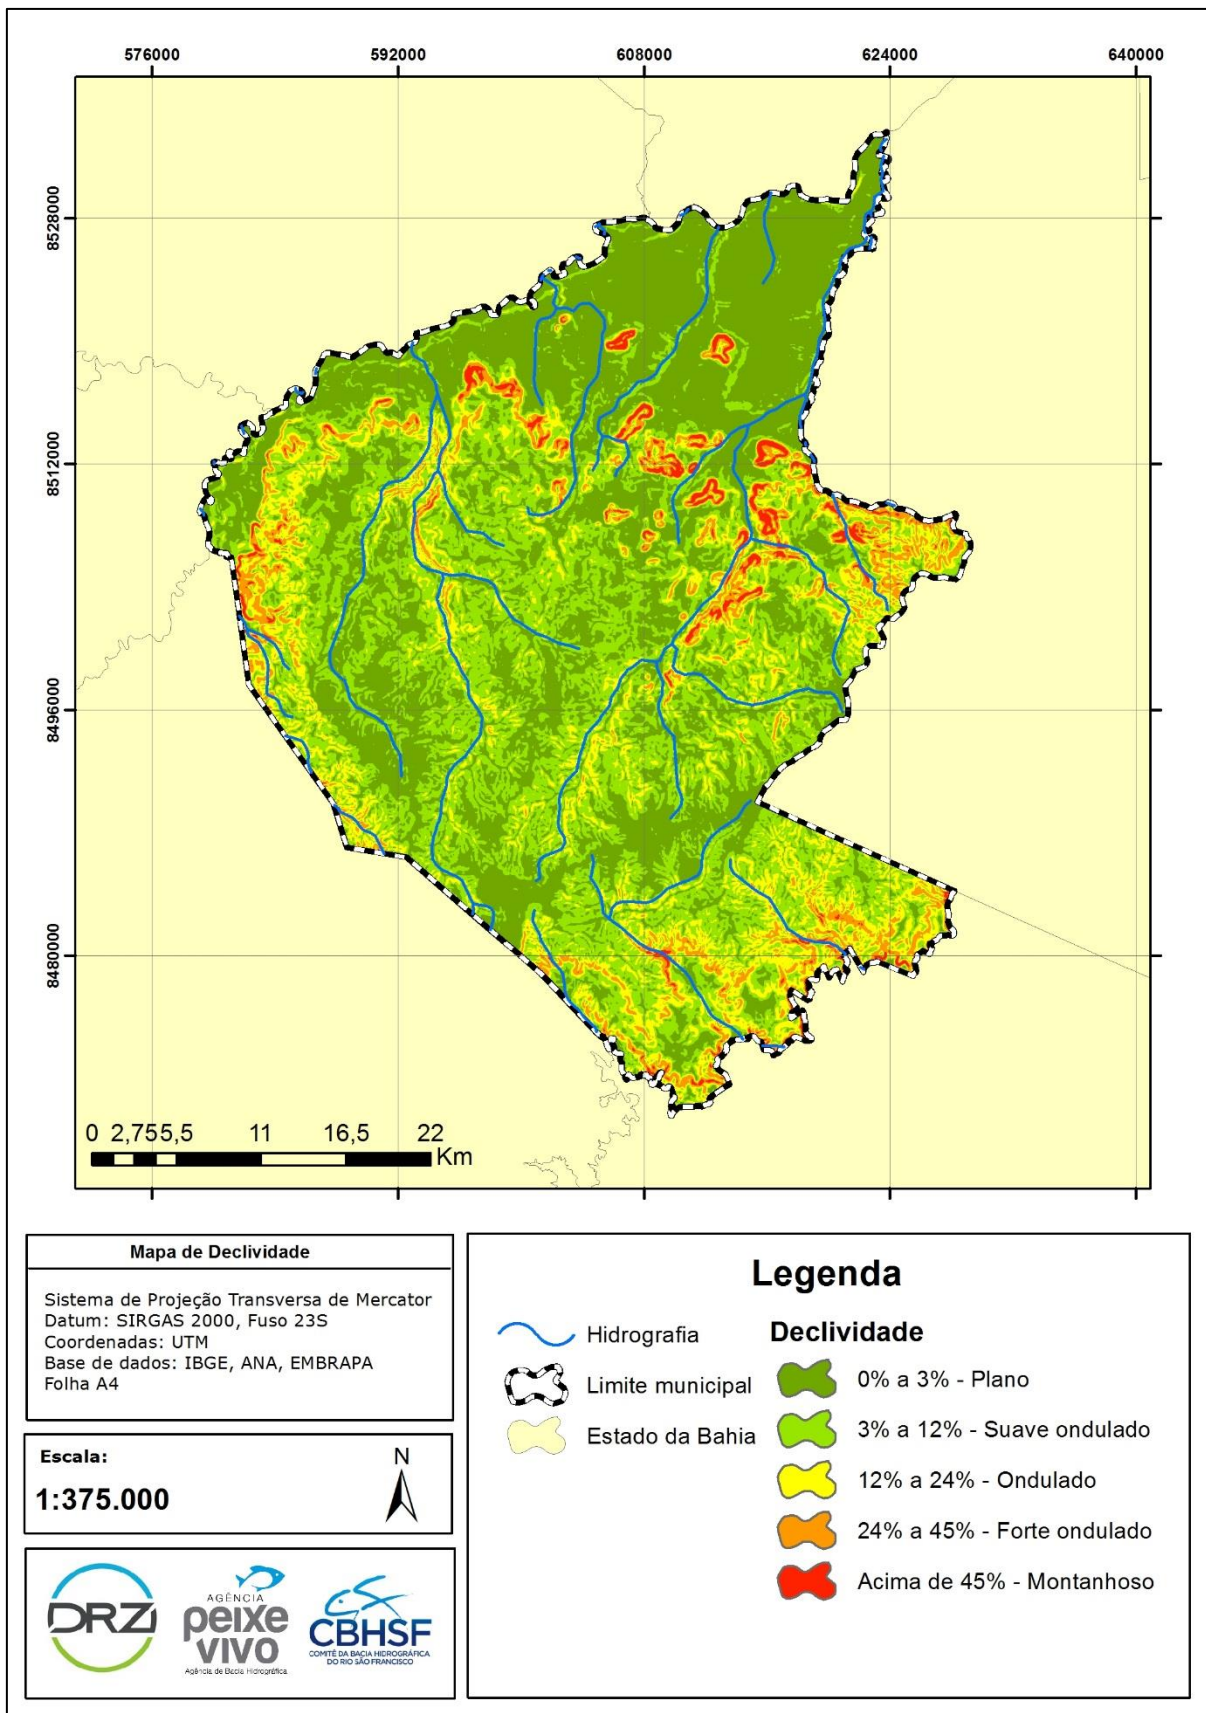 576000 592000 608000 624000 640000
8528000
8512000
8496000
8480000
0 2,75 5,5 11 16,5 22
Km
Mapa de Declividade
Sistema de Projeção Transversa de Mercator
Datum: SIRGAS 2000, Fuso 23S
Coordenadas: UTM
Base de dados: IBGE, ANA, EMBRAPA
Folha A4
Escala:
1:375.000
N
DRZ
AGÊNCIA
peixe
vivo
Agência de Bacia Hidrográfica
CBHSF
COMITÊ DA BACIA HIDROGRÁFICA
DO RIO SÃO FRANCISCO
Legenda
Hidrografia
Limite municipal
Estado da Bahia
Declividade
0% a 3% - Plano
3% a 12% - Suave ondulado
12% a 24% - Ondulado
24% a 45% - Forte ondulado
Acima de 45% - Montanhoso